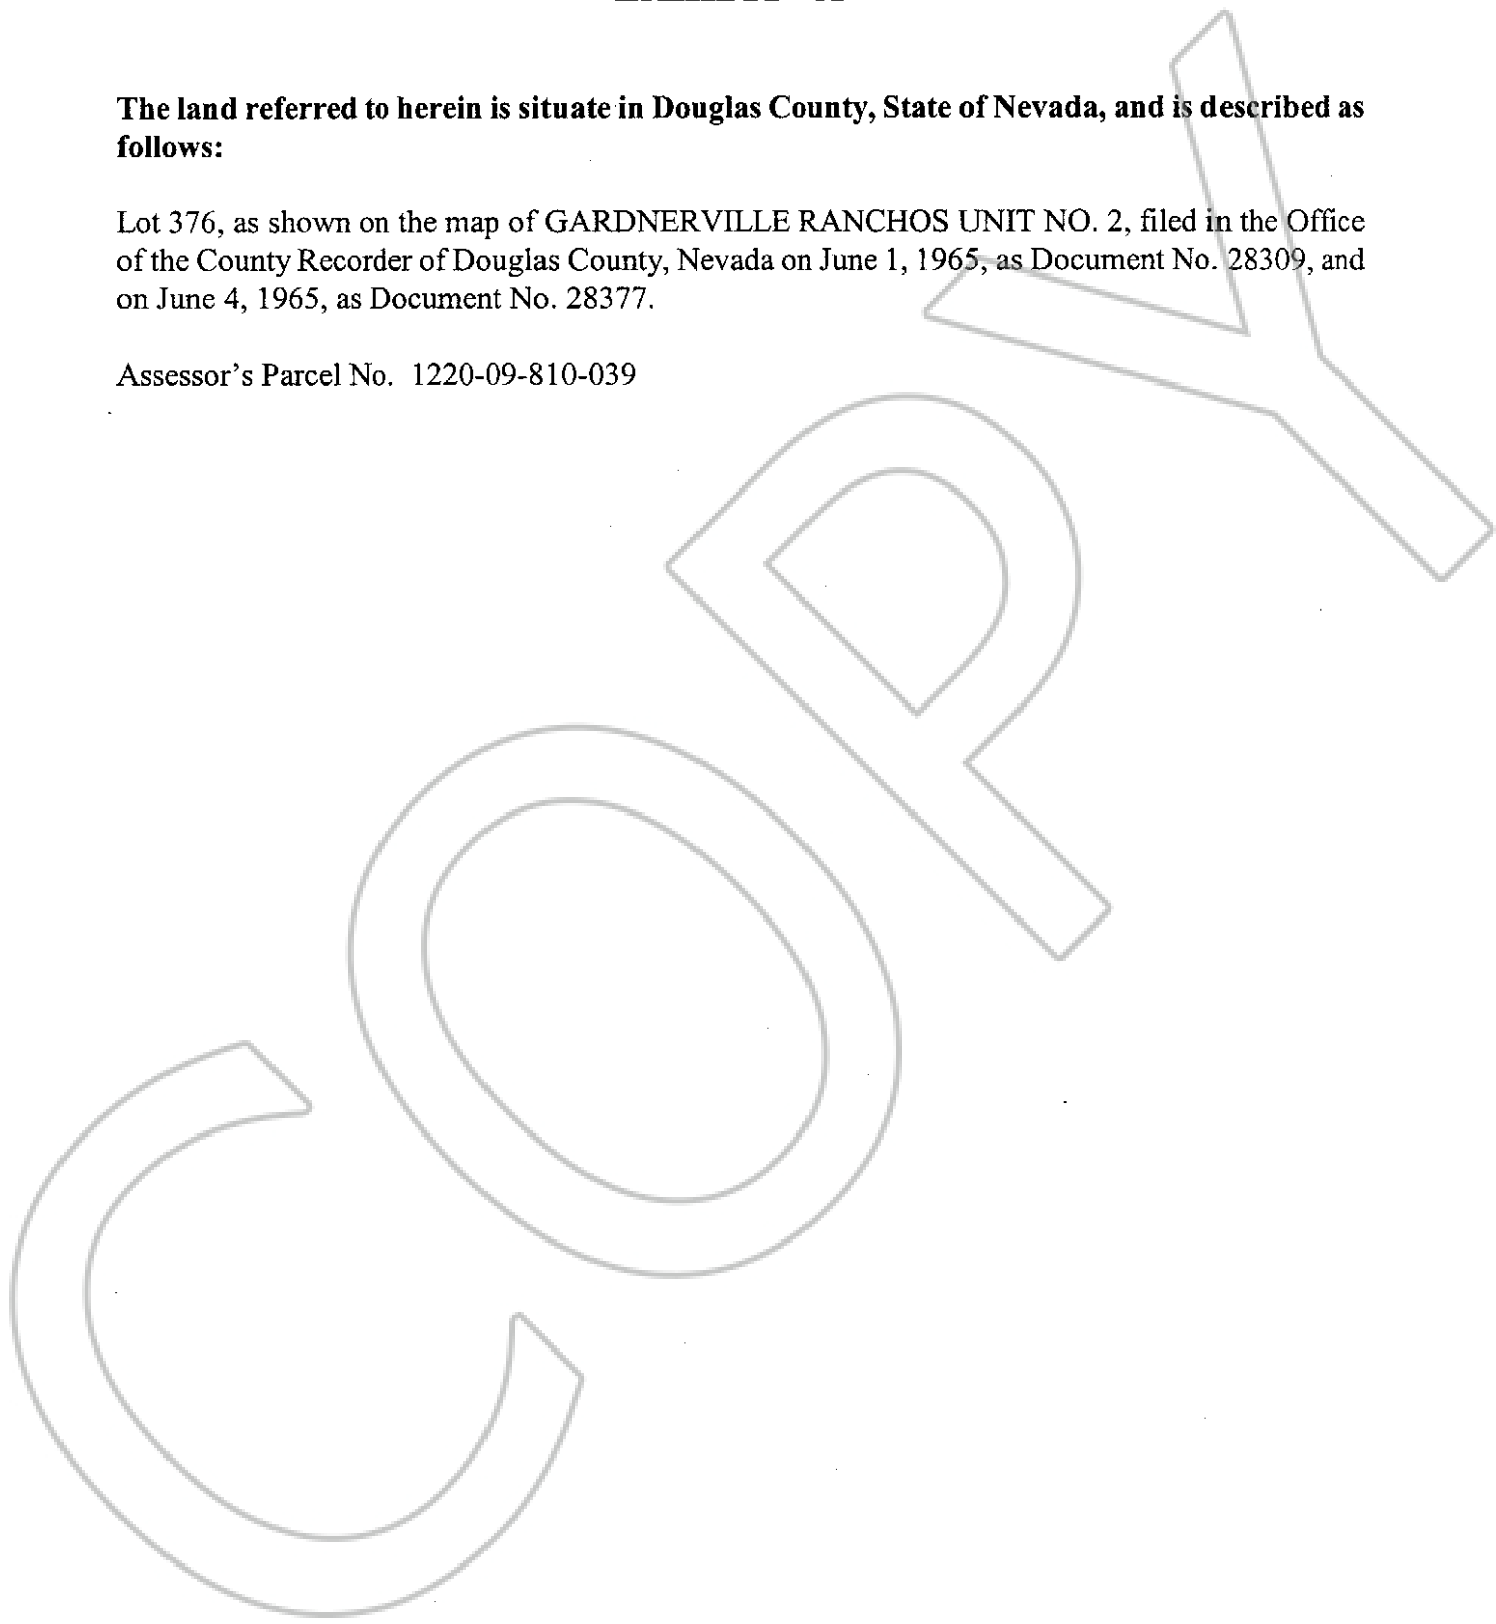 The land referred to herein is situate in Douglas County, State of Nevada, and is described as
follows:
Lot 376, as shown on the map of GARDNERVILLE RANCHOS UNIT NO. 2, filed in the Office
of the County Recorder of Douglas County, Nevada on June 1, 1965, as Document No. 28309, and
on June 4, 1965, as Document No. 28377.
Assessor's Parcel No. 1220-09-810-039
COPY